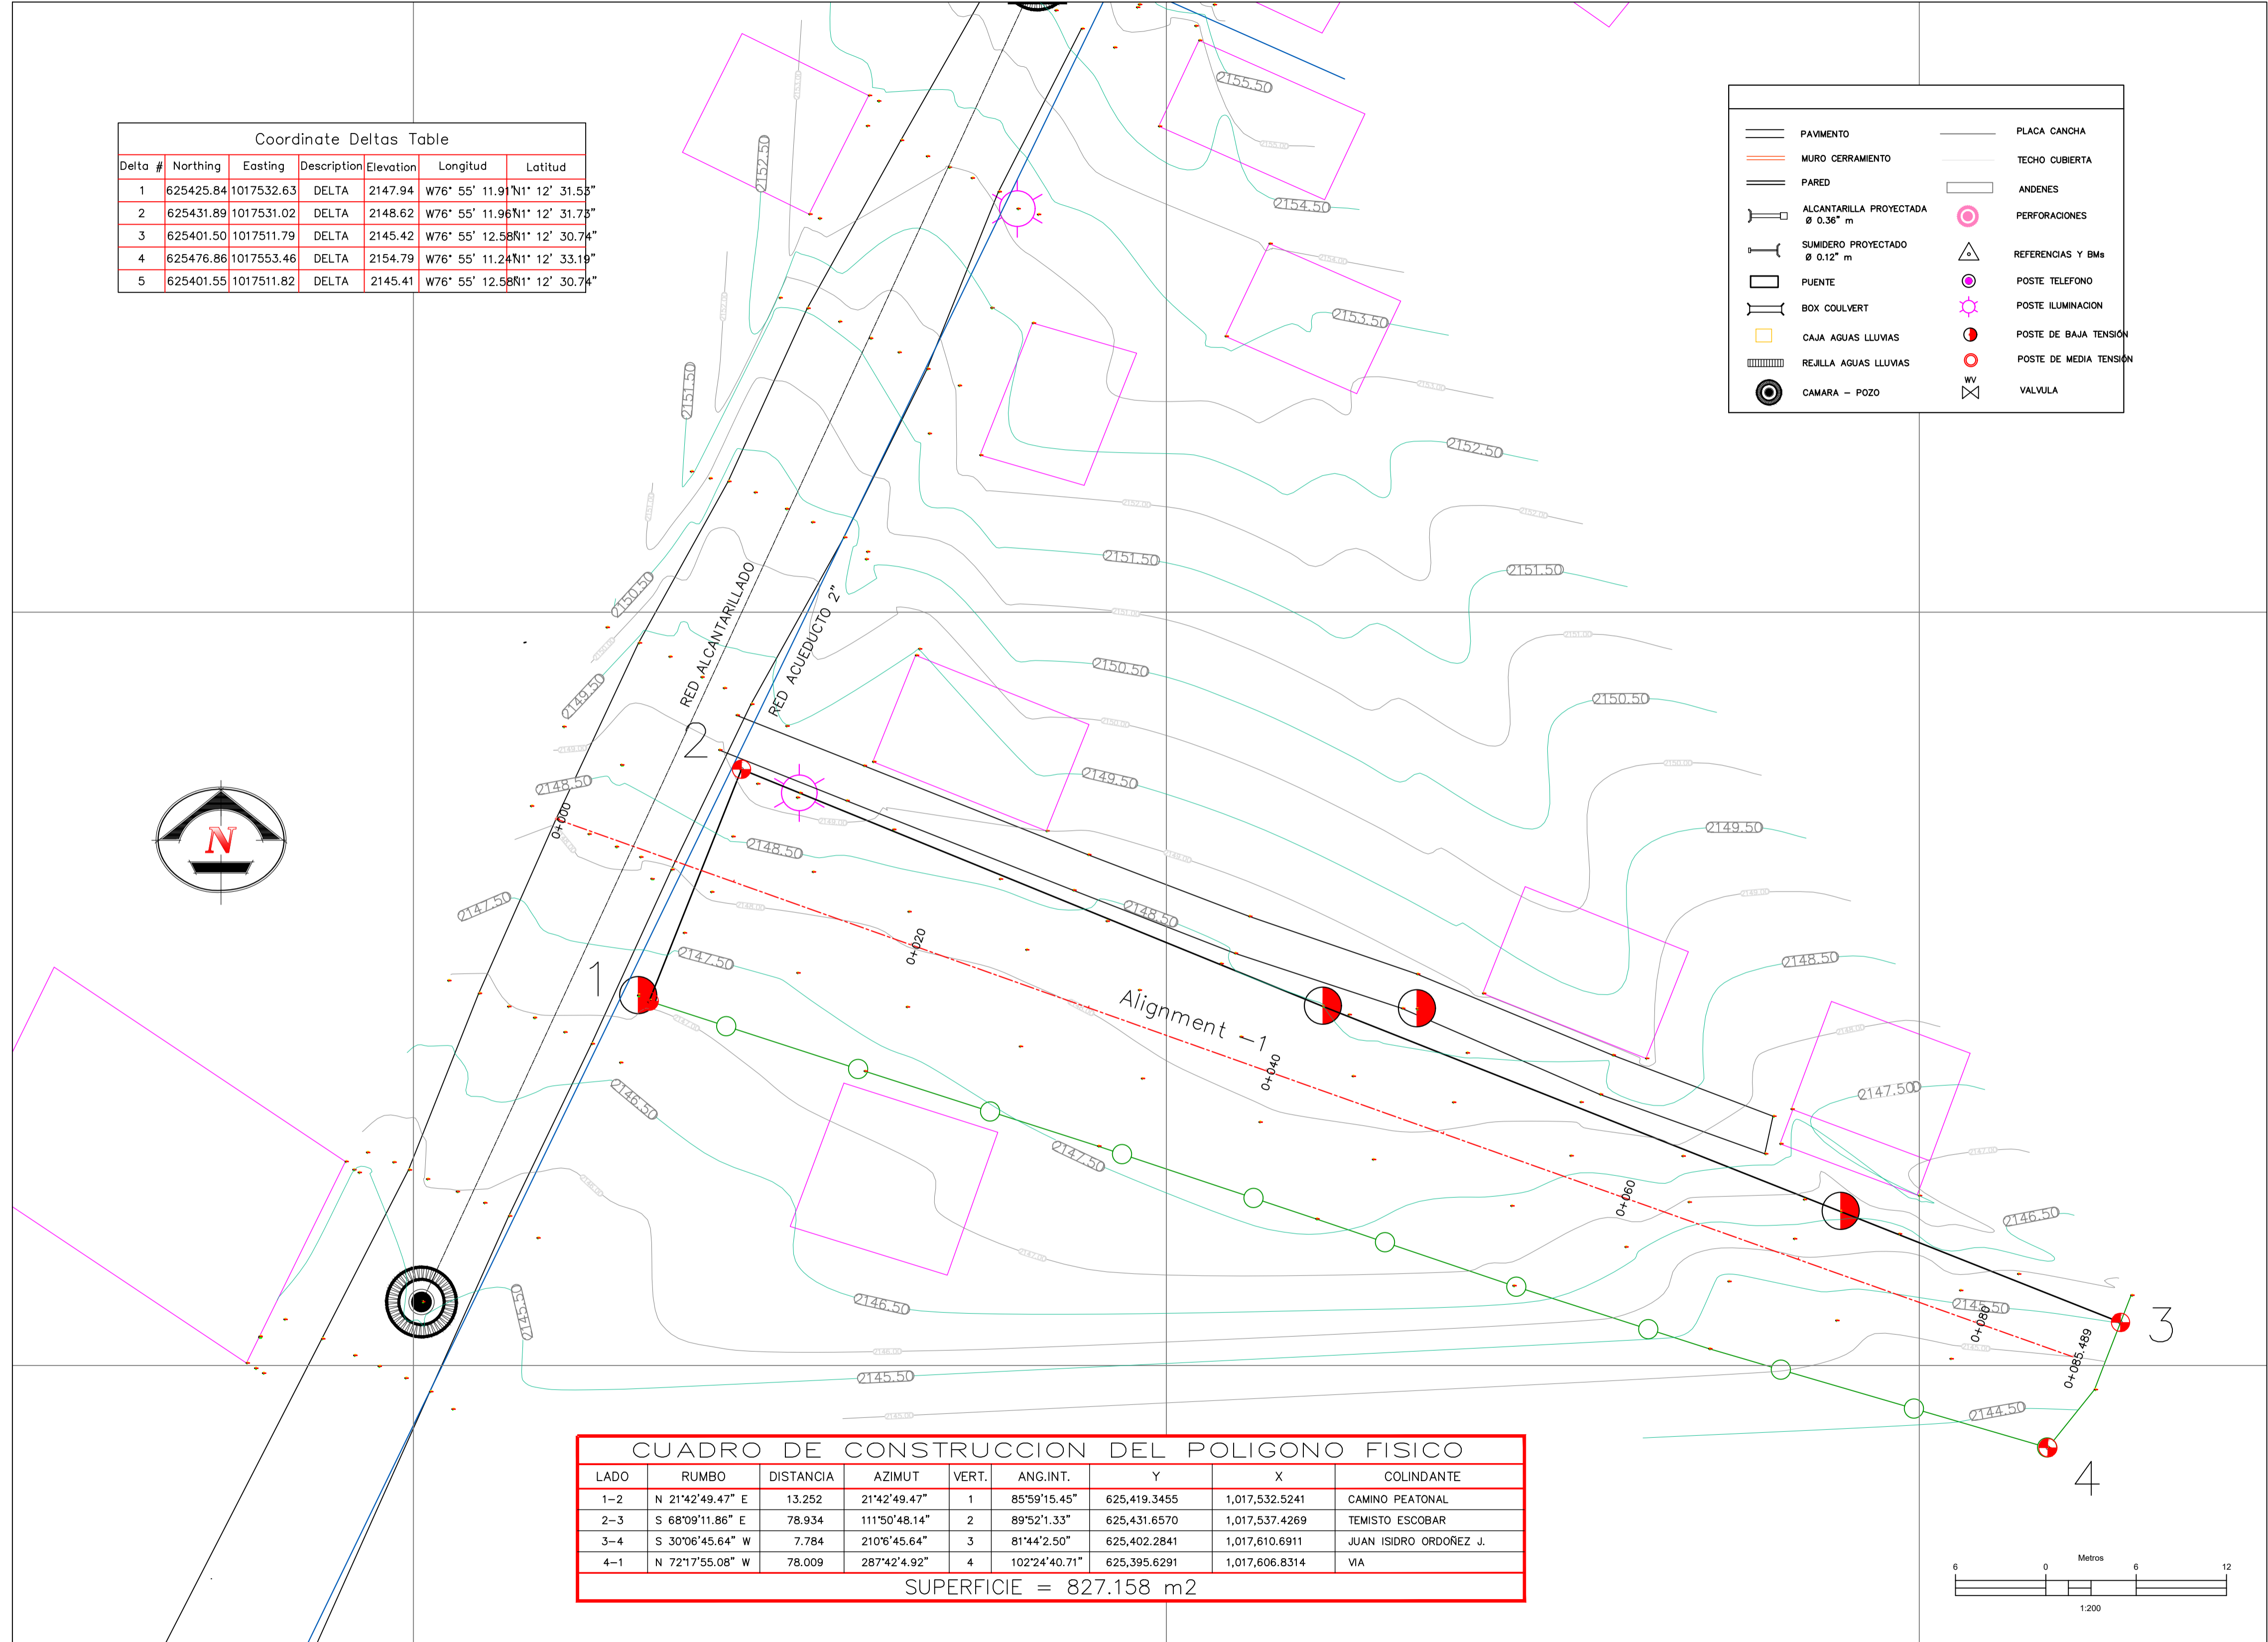 Coordinate Deltas Table
Delta # Northing Easting Description Elevation Longitud Latitud
1 625425.84 1017532.63 DELTA 2147.94 W76° 55' 11.91" N1° 12' 31.53"
2 625431.89 1017531.02 DELTA 2148.62 W76° 55' 11.96" N1° 12' 31.73"
3 625401.50 1017511.79 DELTA 2145.42 W76° 55' 12.58" N1° 12' 30.74"
4 625476.86 1017553.46 DELTA 2154.79 W76° 55' 11.24" N1° 12' 33.19"
5 625401.55 1017511.82 DELTA 2145.41 W76° 55' 12.58" N1° 12' 30.74"
PAVIMENTO
MURO CERRAMIENTO
PARED
ALCANTARILLA PROYECTADA
Ø 0.36" m
SUMIDERO PROYECTADO
Ø 0.12" m
PUENTE
BOX COULVERT
CAJA AGUAS LLUVIAS
REJILLA AGUAS LLUVIAS
CAMARA - POZO
PLACA CANCHA
TECHO CUBIERTA
ANDENES
PERFORACIONES
REFERENCIAS Y BMs
POSTE TELEFONO
POSTE ILUMINACION
POSTE DE BAJA TENSIÓN
POSTE DE MEDIA TENSIÓN
WV
VALVULA
2155.50
2152.50
2154.50
2153.50
2151.50
2152.50
2151.50
2151.50
2150.50
2150.50
2150.50
2149.50
2149.50
2149.50
2148.50
2148.50
2148.50
2148.50
2147.50
2147.50
2147.50
2147.50
2146.50
2146.50
2146.50
2145.50
2145.50
2145.50
2144.50
RED ALCANTARILLADO
RED ACUEDUCTO 2"
N
1
2
3
4
0+000
0+020
0+040
0+060
0+080
0+085.489
Alignment -1
CUADRO DE CONSTRUCCION DEL POLIGONO FISICO
LADO RUMBO DISTANCIA AZIMUT VERT. ANG.INT. Y X COLINDANTE
1-2 N 21°42'49.47" E 13.252 21°42'49.47" 1 85°59'15.45" 625,419.3455 1,017,532.5241 CAMINO PEATONAL
2-3 S 68°09'11.86" E 78.934 111°50'48.14" 2 89°52'1.33" 625,431.6570 1,017,537.4269 TEMISTO ESCOBAR
3-4 S 30°06'45.64" W 7.784 210°6'45.64" 3 81°44'2.50" 625,402.2841 1,017,610.6911 JUAN ISIDRO ORDOÑEZ J.
4-1 N 72°17'55.08" W 78.009 287°42'4.92" 4 102°24'40.71" 625,395.6291 1,017,606.8314 VIA
SUPERFICIE = 827.158 m2
Metros
6 0 6 12
1:200